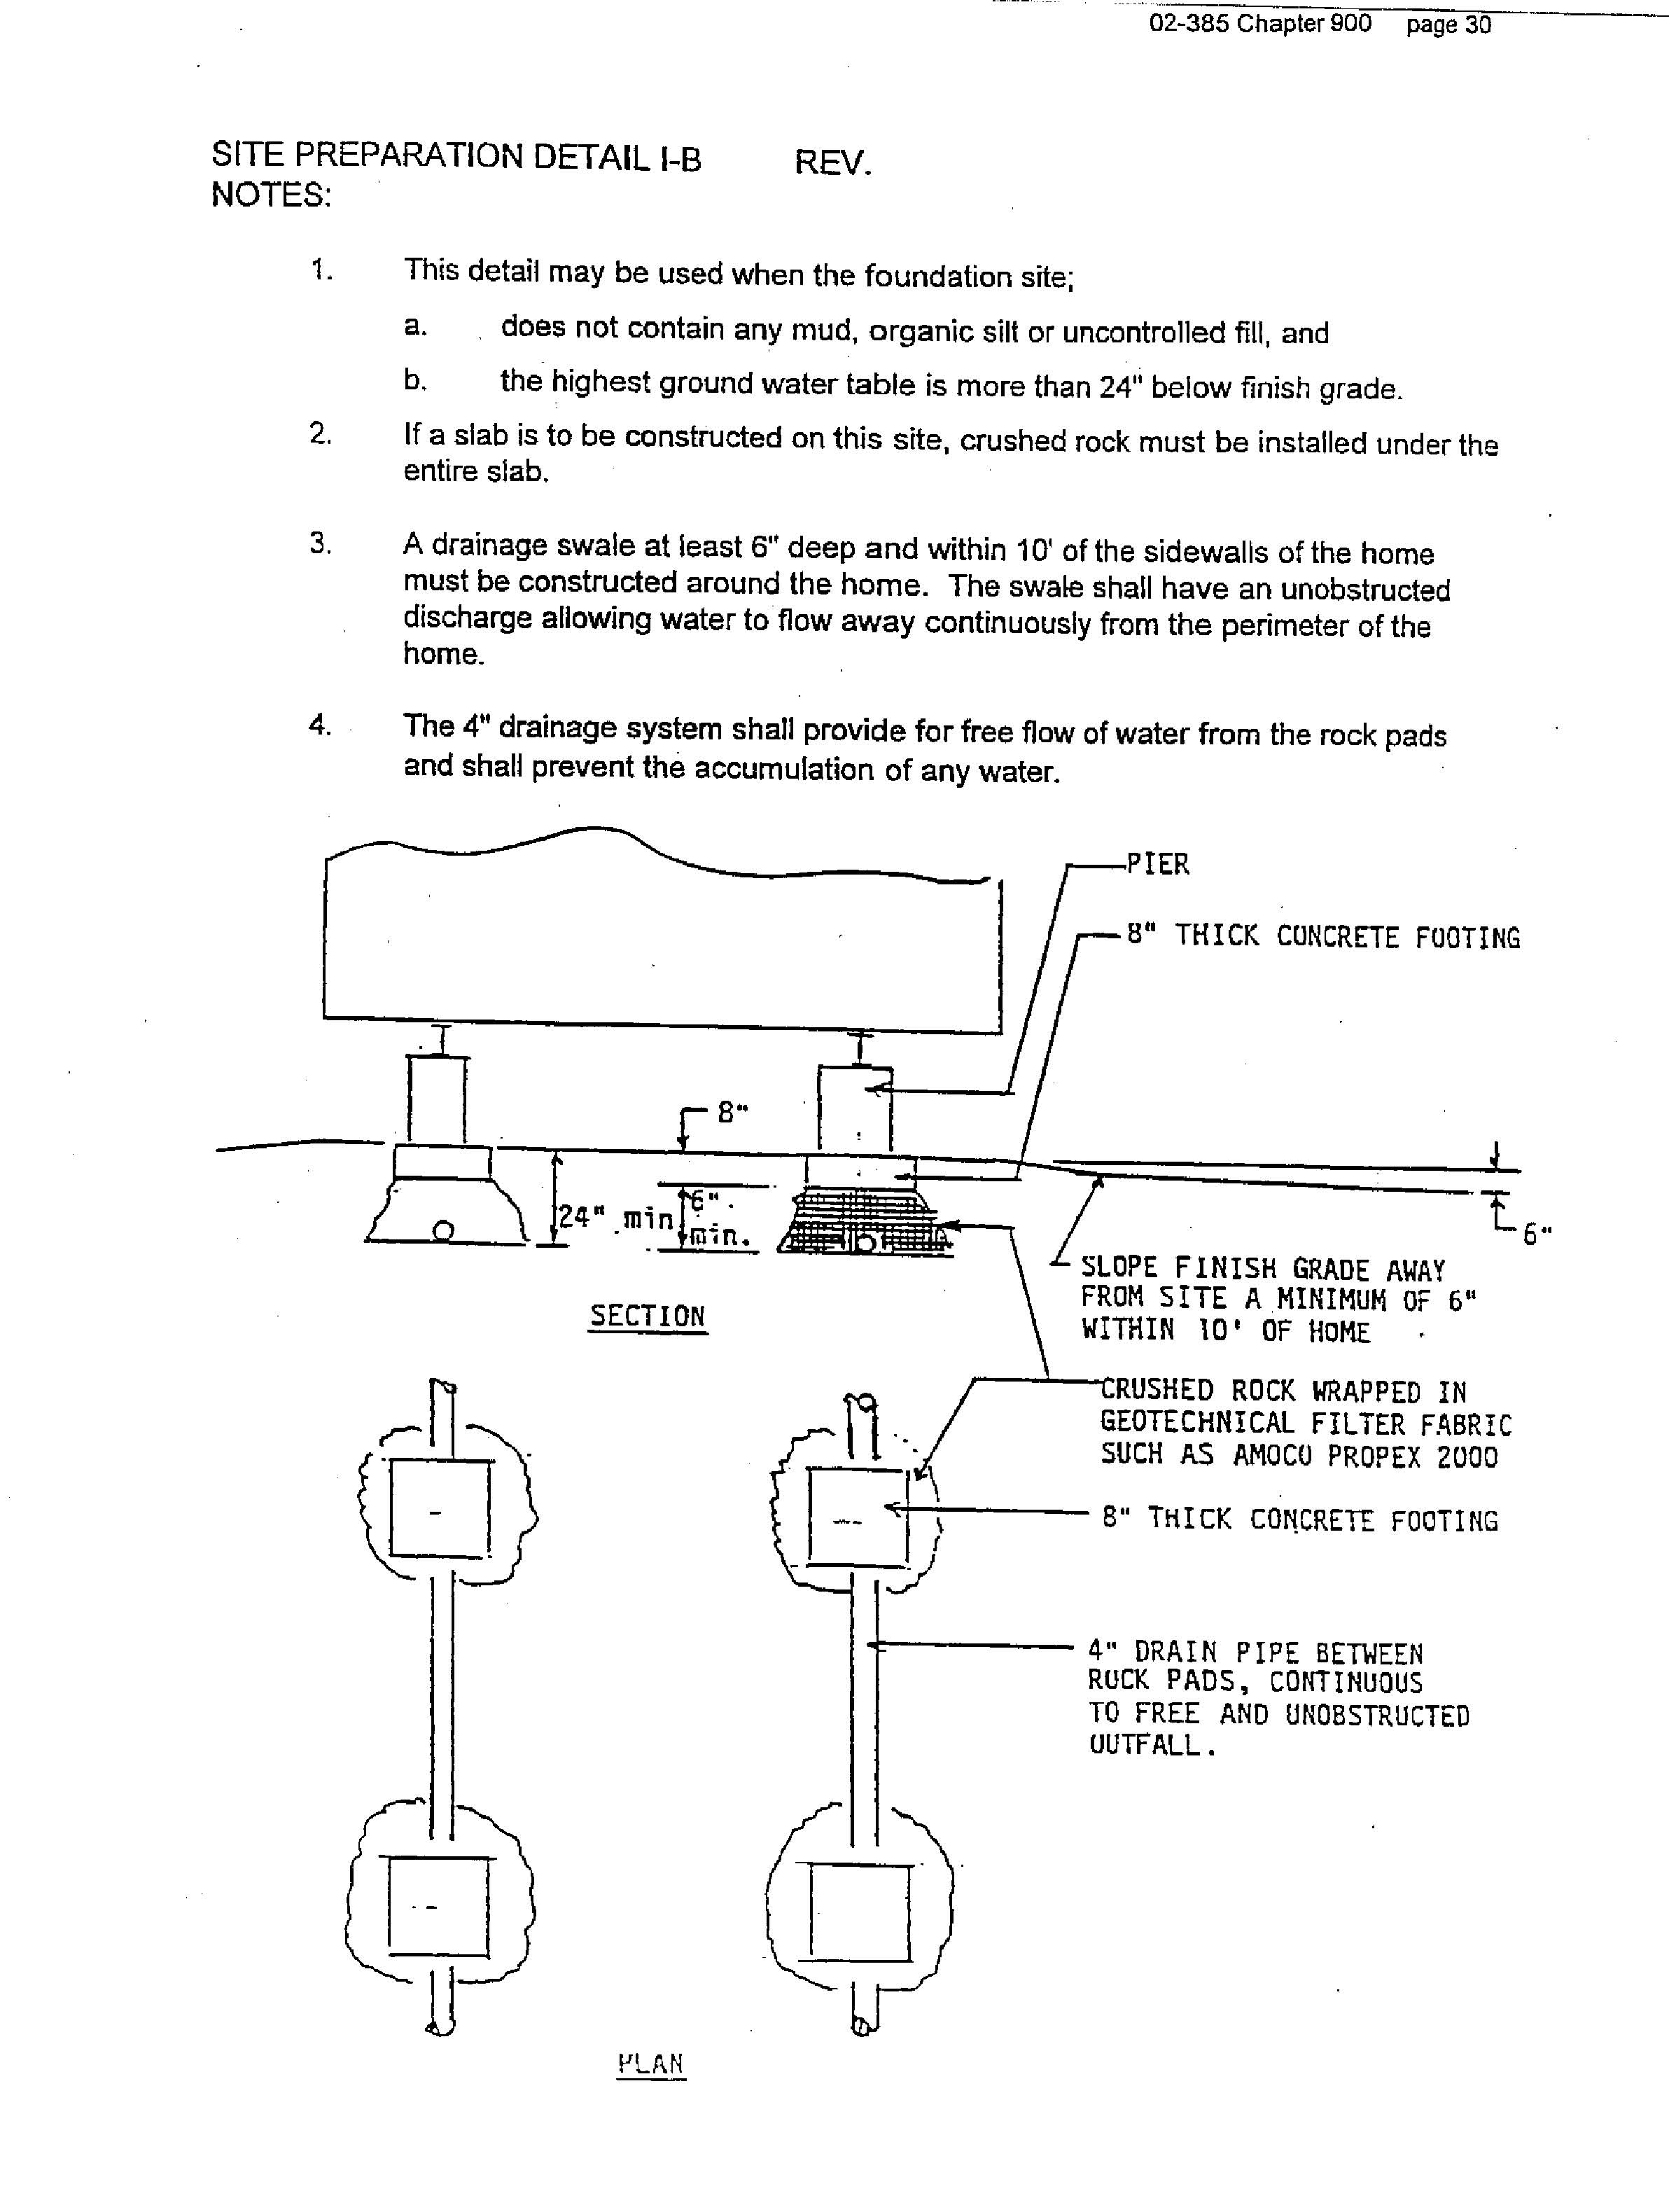 02-385 Chapter 900 page 30
SITE PREPARATION DETAIL I-B REV.
NOTES:
1. This detail may be used when the foundation site;
a. does not contain any mud, organic silt or uncontrolled fill, and
b. the highest ground water table is more than 24" below finish grade.
2. If a slab is to be constructed on this site, crushed rock must be installed under the
entire slab.
3. A drainage swale at least 6" deep and within 10' of the sidewalls of the home
must be constructed around the home. The swale shall have an unobstructed
discharge allowing water to flow away continuously from the perimeter of the
home.
4. The 4" drainage system shall provide for free flow of water from the rock pads
and shall prevent the accumulation of any water.
PIER
8" THICK CONCRETE FOOTING
8"
24" min
6"
min.
6"
SLOPE FINISH GRADE AWAY
FROM SITE A MINIMUM OF 6"
WITHIN 10' OF HOME
SECTION
CRUSHED ROCK WRAPPED IN
GEOTECHNICAL FILTER FABRIC
SUCH AS AMOCO PROPEX 2000
8" THICK CONCRETE FOOTING
4" DRAIN PIPE BETWEEN
ROCK PADS, CONTINUOUS
TO FREE AND UNOBSTRUCTED
OUTFALL.
PLAN